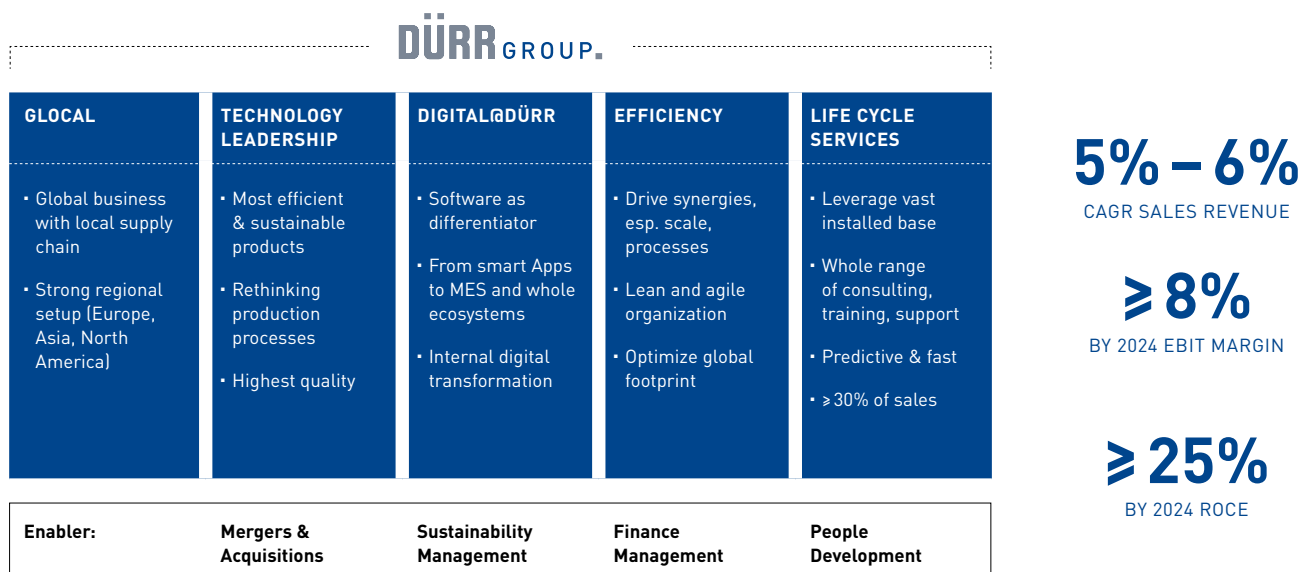 DÜRR GROUP.
GLOCAL
▪ Global business
with local supply
chain
▪ Strong regional
setup (Europe,
Asia, North
America)
TECHNOLOGY
LEADERSHIP
▪ Most efficient
& sustainable
products
▪ Rethinking
production
processes
▪ Highest quality
DIGITAL@DÜRR
▪ Software as
differentiator
▪ From smart Apps
to MES and whole
ecosystems
▪ Internal digital
transformation
EFFICIENCY
▪ Drive synergies,
esp. scale,
processes
▪ Lean and agile
organization
▪ Optimize global
footprint
LIFE CYCLE
SERVICES
▪ Leverage vast
installed base
▪ Whole range
of consulting,
training, support
▪ Predictive & fast
▪ ⩾30% of sales
Enabler:
Mergers &
Acquisitions
Sustainability
Management
Finance
Management
People
Development
5% – 6%
CAGR SALES REVENUE
⩾ 8%
BY 2024 EBIT MARGIN
⩾ 25%
BY 2024 ROCE